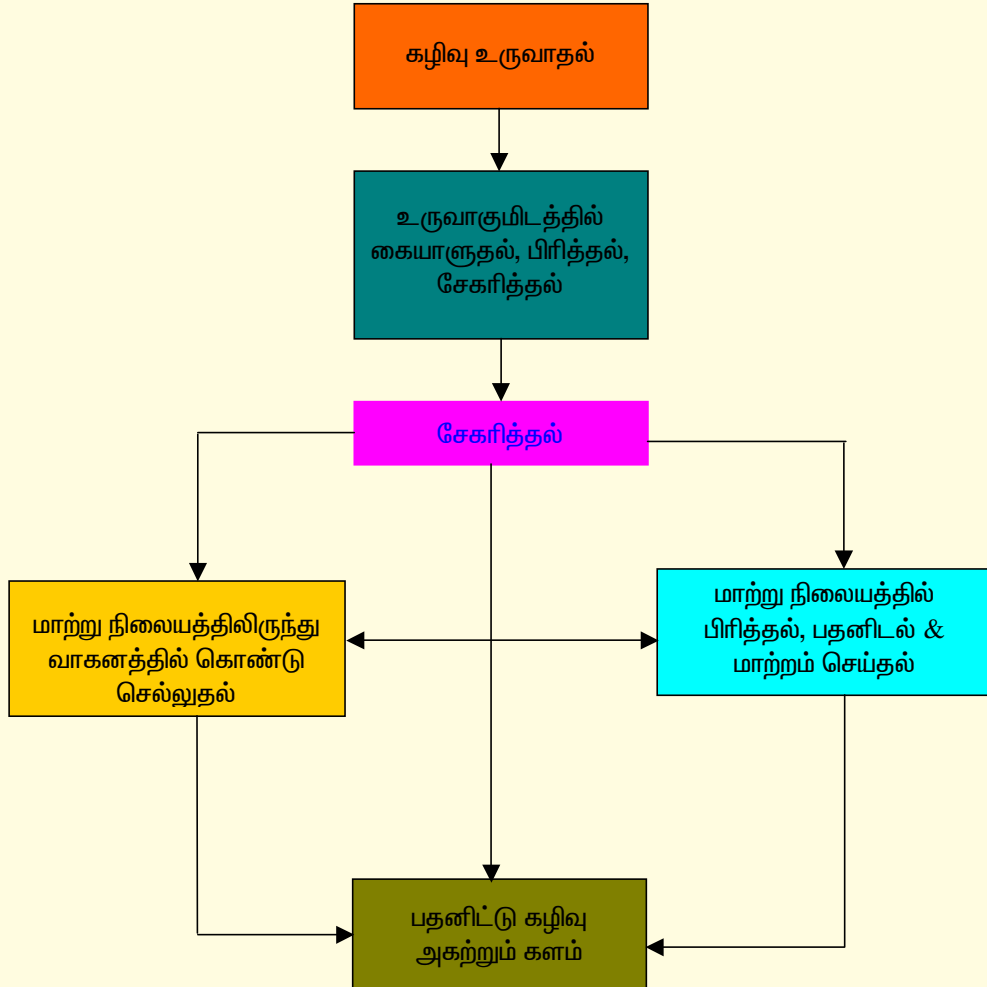 கழிவு உருவாதல்
உருவாகுமிடத்தில்
கையாளுதல், பிரித்தல்,
சேகரித்தல்
சேகரித்தல்
மாற்று நிலையத்திலிருந்து
வாகனத்தில் கொண்டு
செல்லுதல்
மாற்று நிலையத்தில்
பிரித்தல், பதனிடல் &
மாற்றம் செய்தல்
பதனிட்டு கழிவு
அகற்றும் களம்